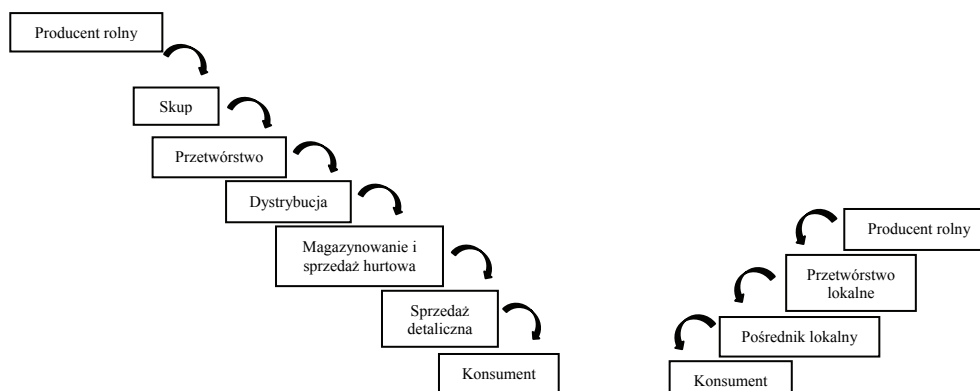 Producent rolny
Skup
Przetwórstwo
Dystrybucja
Magazynowanie i
sprzedaż hurtowa
Sprzedaż
detaliczna
Konsument
Producent rolny
Przetwórstwo
lokalne
Pośrednik lokalny
Konsument